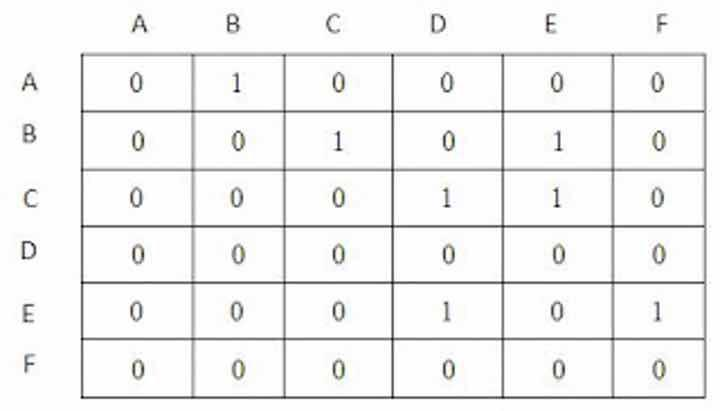 A B C D E F
A 0 1 0 0 0 0
B 0 0 1 0 1 0
C 0 0 0 1 1 0
D 0 0 0 0 0 0
E 0 0 0 1 0 1
F 0 0 0 0 0 0